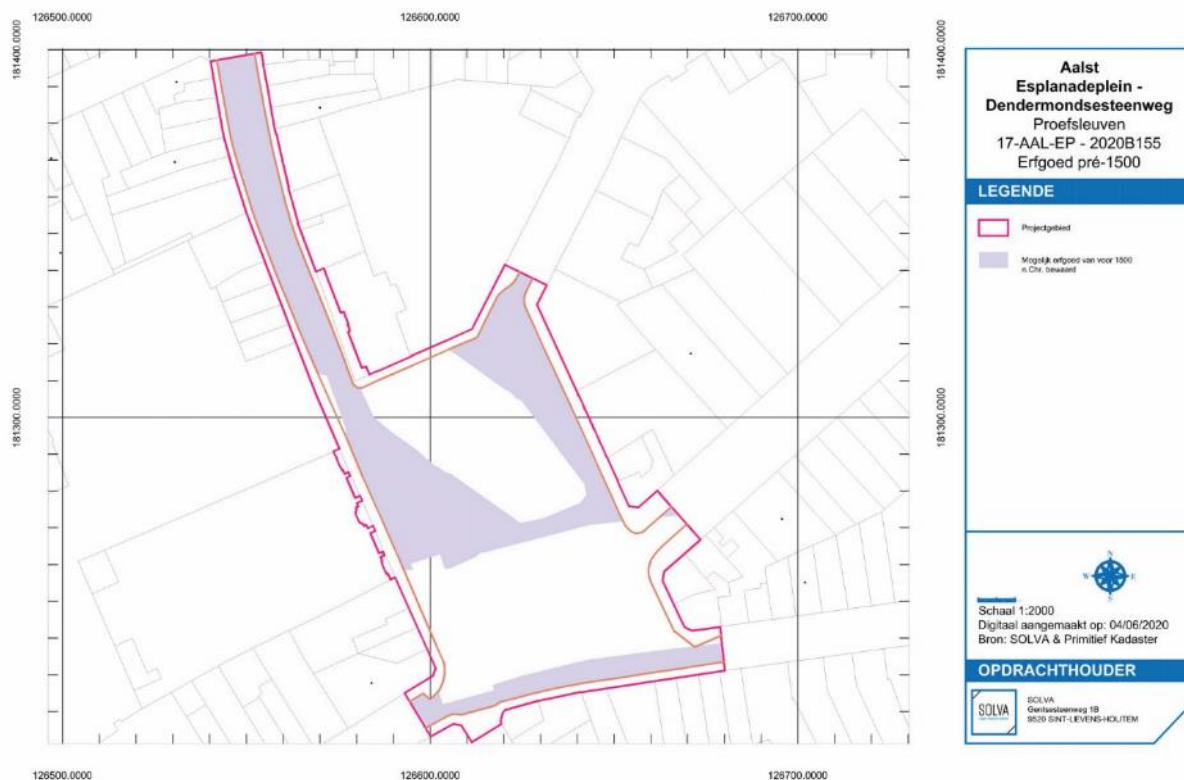 126500.0000
126600.0000
126700.0000
181400.0000
181400.0000
181300.0000
181300.0000
126500.0000
126600.0000
126700.0000
Aalst
Esplanadeplein -
Dendermondsesteenweg
Proefsleuven
17-AAL-EP - 2020B155
Erfgoed pré-1500
LEGENDE
Projectgebied
Mogelijk erfgoed van voor 1500
n.Chr. bewaard
N
W
E
S
Schaal 1:2000
Digitaal aangemaakt op: 04/06/2020
Bron: SOLVA & Primitief Kadaster
OPDRACHTHOUDER
SOLVA
SOLVA
Gentsesteenweg 1B
9520 SINT-LIEVENS-HOUTEM